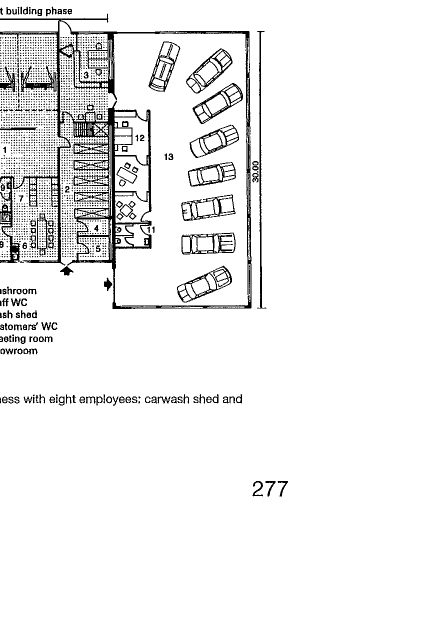 t building phase
3
12
1
13
30.00
9
7
2
4
11
8
6
5
ashroom
aff WC
ash shed
stomers' WC
eeting room
owroom
ness with eight employees: carwash shed and
277